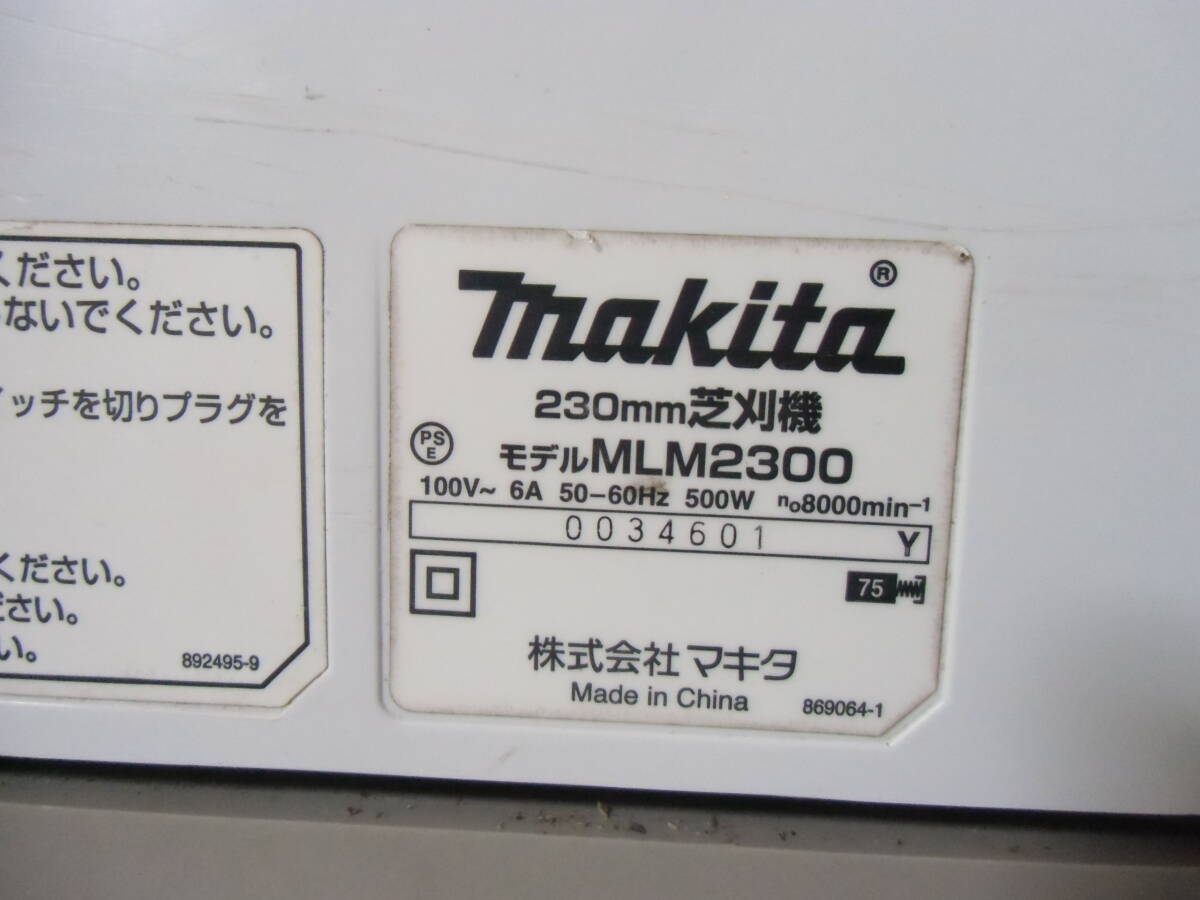 ください。
ないでください。
ッチを切りプラグを
ください。
ださい。
い。
892495-9
makita®
230mm芝刈機
PS
E
モデルMLM2300
100V~ 6A 50-60Hz 500W n₀8000min⁻¹
0034601 Y
75
株式会社マキタ
Made in China
869064-1